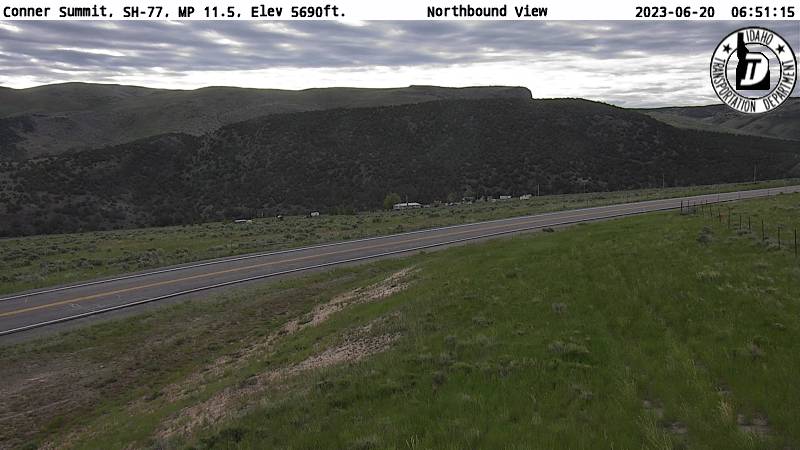 Conner Summit, SH-77, MP 11.5, Elev 5690ft. Northbound View 2023-06-20 06:51:15
IDAHO
TRANSPORTATION DEPARTMENT